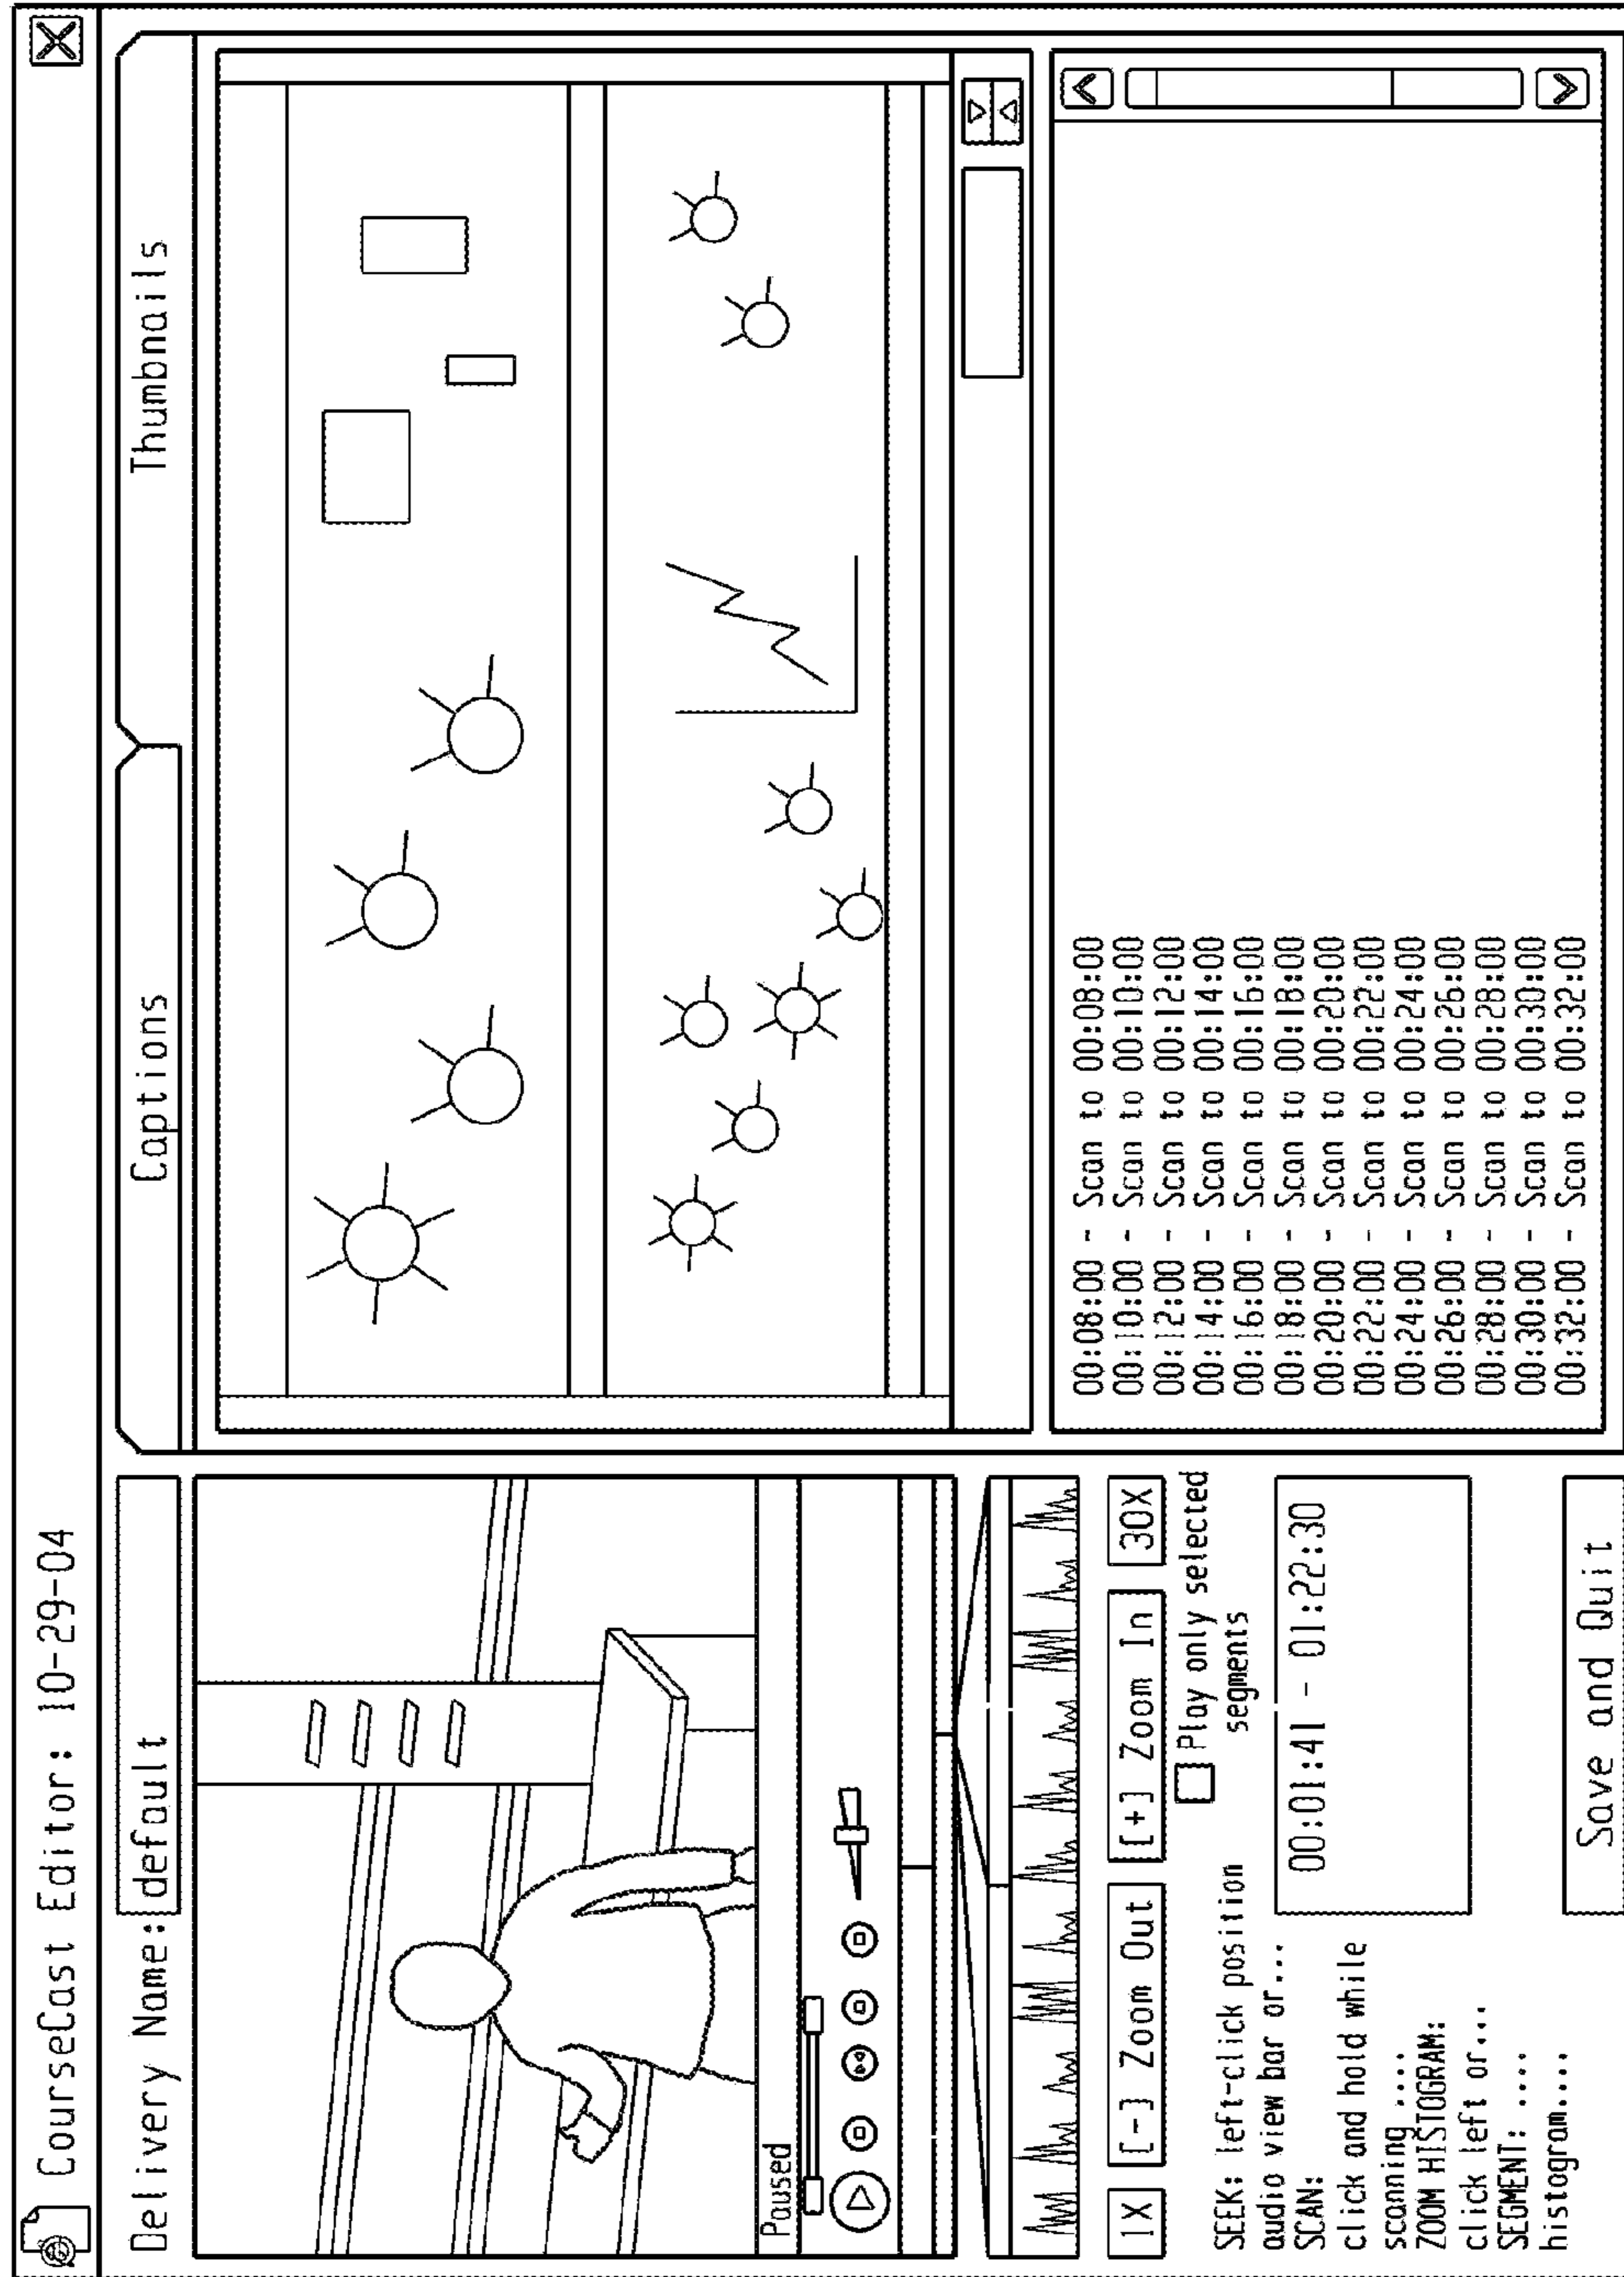 CourseCast Editor: 10-29-04
Delivery Name: default
Captions
Thumbnails
Paused
1X
[-] Zoom Out
[+] Zoom In
30X
Play only selected
segments
SEEK: left-click position
audio view bar or...
SCAN:
click and hold while
scanning ....
ZOOM HISTOGRAM:
click left or...
SEGMENT: ....
histogram....
00:01:41 - 01:22:30
Save and Quit
00:08:00 - Scan to 00:08:00
00:10:00 - Scan to 00:10:00
00:12:00 - Scan to 00:12:00
00:14:00 - Scan to 00:14:00
00:16:00 - Scan to 00:16:00
00:18:00 - Scan to 00:18:00
00:20:00 - Scan to 00:20:00
00:22:00 - Scan to 00:22:00
00:24:00 - Scan to 00:24:00
00:26:00 - Scan to 00:26:00
00:28:00 - Scan to 00:28:00
00:30:00 - Scan to 00:30:00
00:32:00 - Scan to 00:32:00